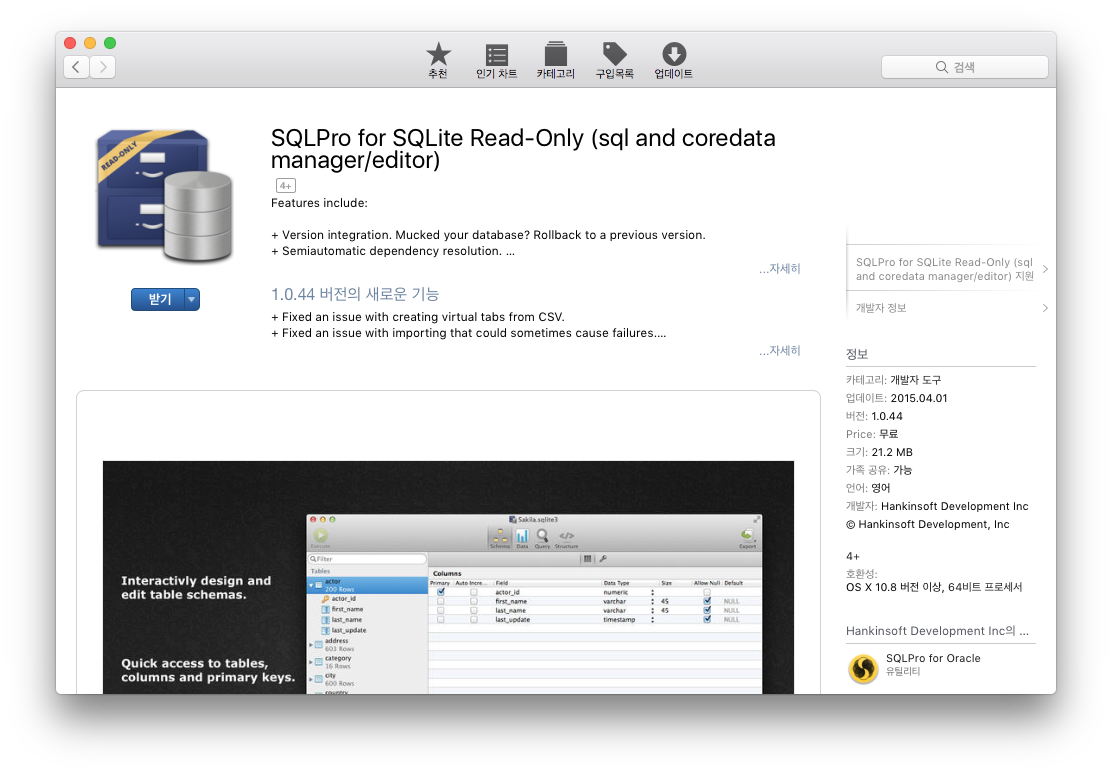 추천
인기 차트
카테고리
구입목록
업데이트
검색
READ-ONLY
SQLPro for SQLite Read-Only (sql and coredata
manager/editor)
4+
Features include:
+ Version integration. Mucked your database? Rollback to a previous version.
+ Semiautomatic dependency resolution. ...
...자세히
받기
1.0.44 버전의 새로운 기능
+ Fixed an issue with creating virtual tabs from CSV.
+ Fixed an issue with importing that could sometimes cause failures....
...자세히
SQLPro for SQLite Read-Only (sql
and coredata manager/editor) 지원
개발자 정보
정보
카테고리: 개발자 도구
업데이트: 2015.04.01
버전: 1.0.44
Price: 무료
크기: 21.2 MB
가족 공유: 가능
언어: 영어
개발자: Hankinsoft Development Inc
© Hankinsoft Development, Inc
4+
호환성:
OS X 10.8 버전 이상, 64비트 프로세서
Hankinsoft Development Inc의 ...
SQLPro for Oracle
유틸리티
Interactivly design and
edit table schemas.
Quick access to tables,
columns and primary keys.
Sakila.sqlite3
Execute
Schema Data Query Structure
Export
Filter
Tables
actor
200 Rows
actor_id
first_name
last_name
last_update
address
603 Rows
category
16 Rows
city
600 Rows
country
Columns
Primary Auto Incre... Field Data Type Size Allow Null Default
actor_id numeric
first_name varchar 45 NULL
last_name varchar 45 NULL
last_update timestamp NULL